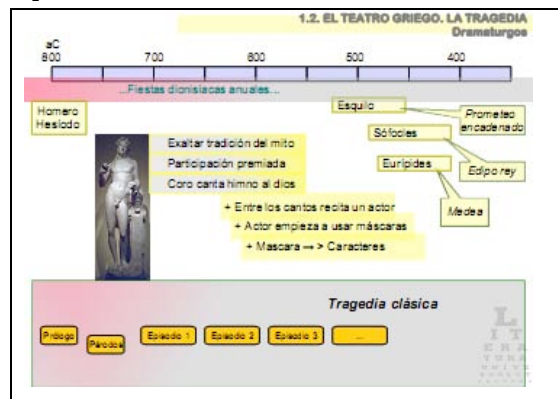 1.2. EL TEATRO GRIEGO. LA TRAGEDIA
Dramaturgos
aC
800 700 600 500 400
...Fiestas dionisíacas anuales...
Homero
Hesíodo
Esquilo
Prometeo
encadenado
Sófocles
Edipo rey
Eurípides
Medea
Exaltar tradición del mito
Participación premiada
Coro canta himno al dios
+ Entre los cantos recita un actor
+ Actor empieza a usar máscaras
+ Mascara => Caracteres
Tragedia clásica
Prólogo
Párodos
Episodio 1
Episodio 2
Episodio 3
...
L
I T
E R A
T U R A